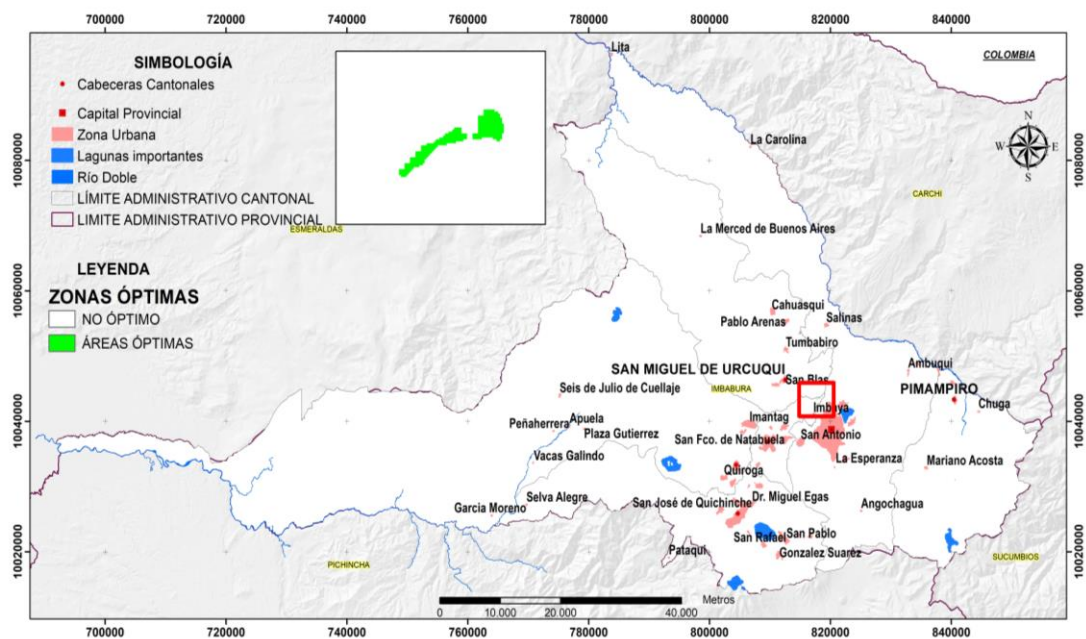 700000 720000 740000 760000 780000 800000 820000 840000
SIMBOLOGÍA
Cabeceras Cantonales
Capital Provincial
Zona Urbana
Lagunas importantes
Río Doble
LÍMITE ADMINISTRATIVO CANTONAL
LIMITE ADMINISTRATIVO PROVINCIAL
LEYENDA
ZONAS ÓPTIMAS
NO ÓPTIMO
ÁREAS ÓPTIMAS
COLOMBIA
N
W E
S
Lita
La Carolina
CARCHI
ESMERALDAS
La Merced de Buenos Aires
Cahuasqui
Pablo Arenas
Salinas
Tumbabiro
SAN MIGUEL DE URCUQUI
San Blas
IMBABURA
Ambuqui
PIMAMPIRO
Chuga
Seis de Julio de Cuellaje
Imbaya
Imantag
Apuela
Peñaherrera
Plaza Gutierrez
San Fco. de Natabuela
San Antonio
La Esperanza
Mariano Acosta
Vacas Galindo
Quiroga
Selva Alegre
Garcia Moreno
San José de Quichinche
Dr. Miguel Egas
Angochagua
San Rafael
San Pablo
Pataquí
Gonzalez Suaréz
PICHINCHA
SUCUMBIOS
Metros
0 10.000 20.000 40.000
10080000
10060000
10040000
10020000
10080000
10060000
10040000
10020000
700000 720000 740000 760000 780000 800000 820000 840000